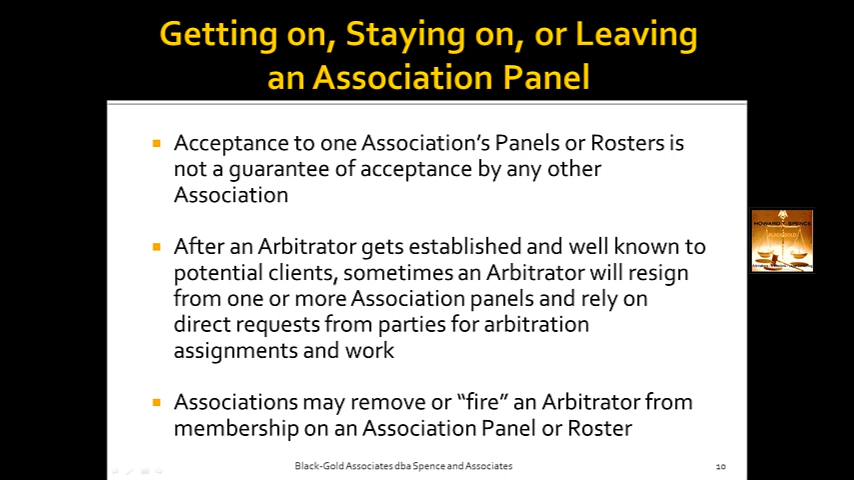 Getting on, Staying on, or Leaving
an Association Panel
Acceptance to one Association's Panels or Rosters is
not a guarantee of acceptance by any other
Association
After an Arbitrator gets established and well known to
potential clients, sometimes an Arbitrator will resign
from one or more Association panels and rely on
direct requests from parties for arbitration
assignments and work
Associations may remove or “fire” an Arbitrator from
membership on an Association Panel or Roster
HOWARD T. SPENCE
BLACK GOLD
Black-Gold Associates dba Spence and Associates
10